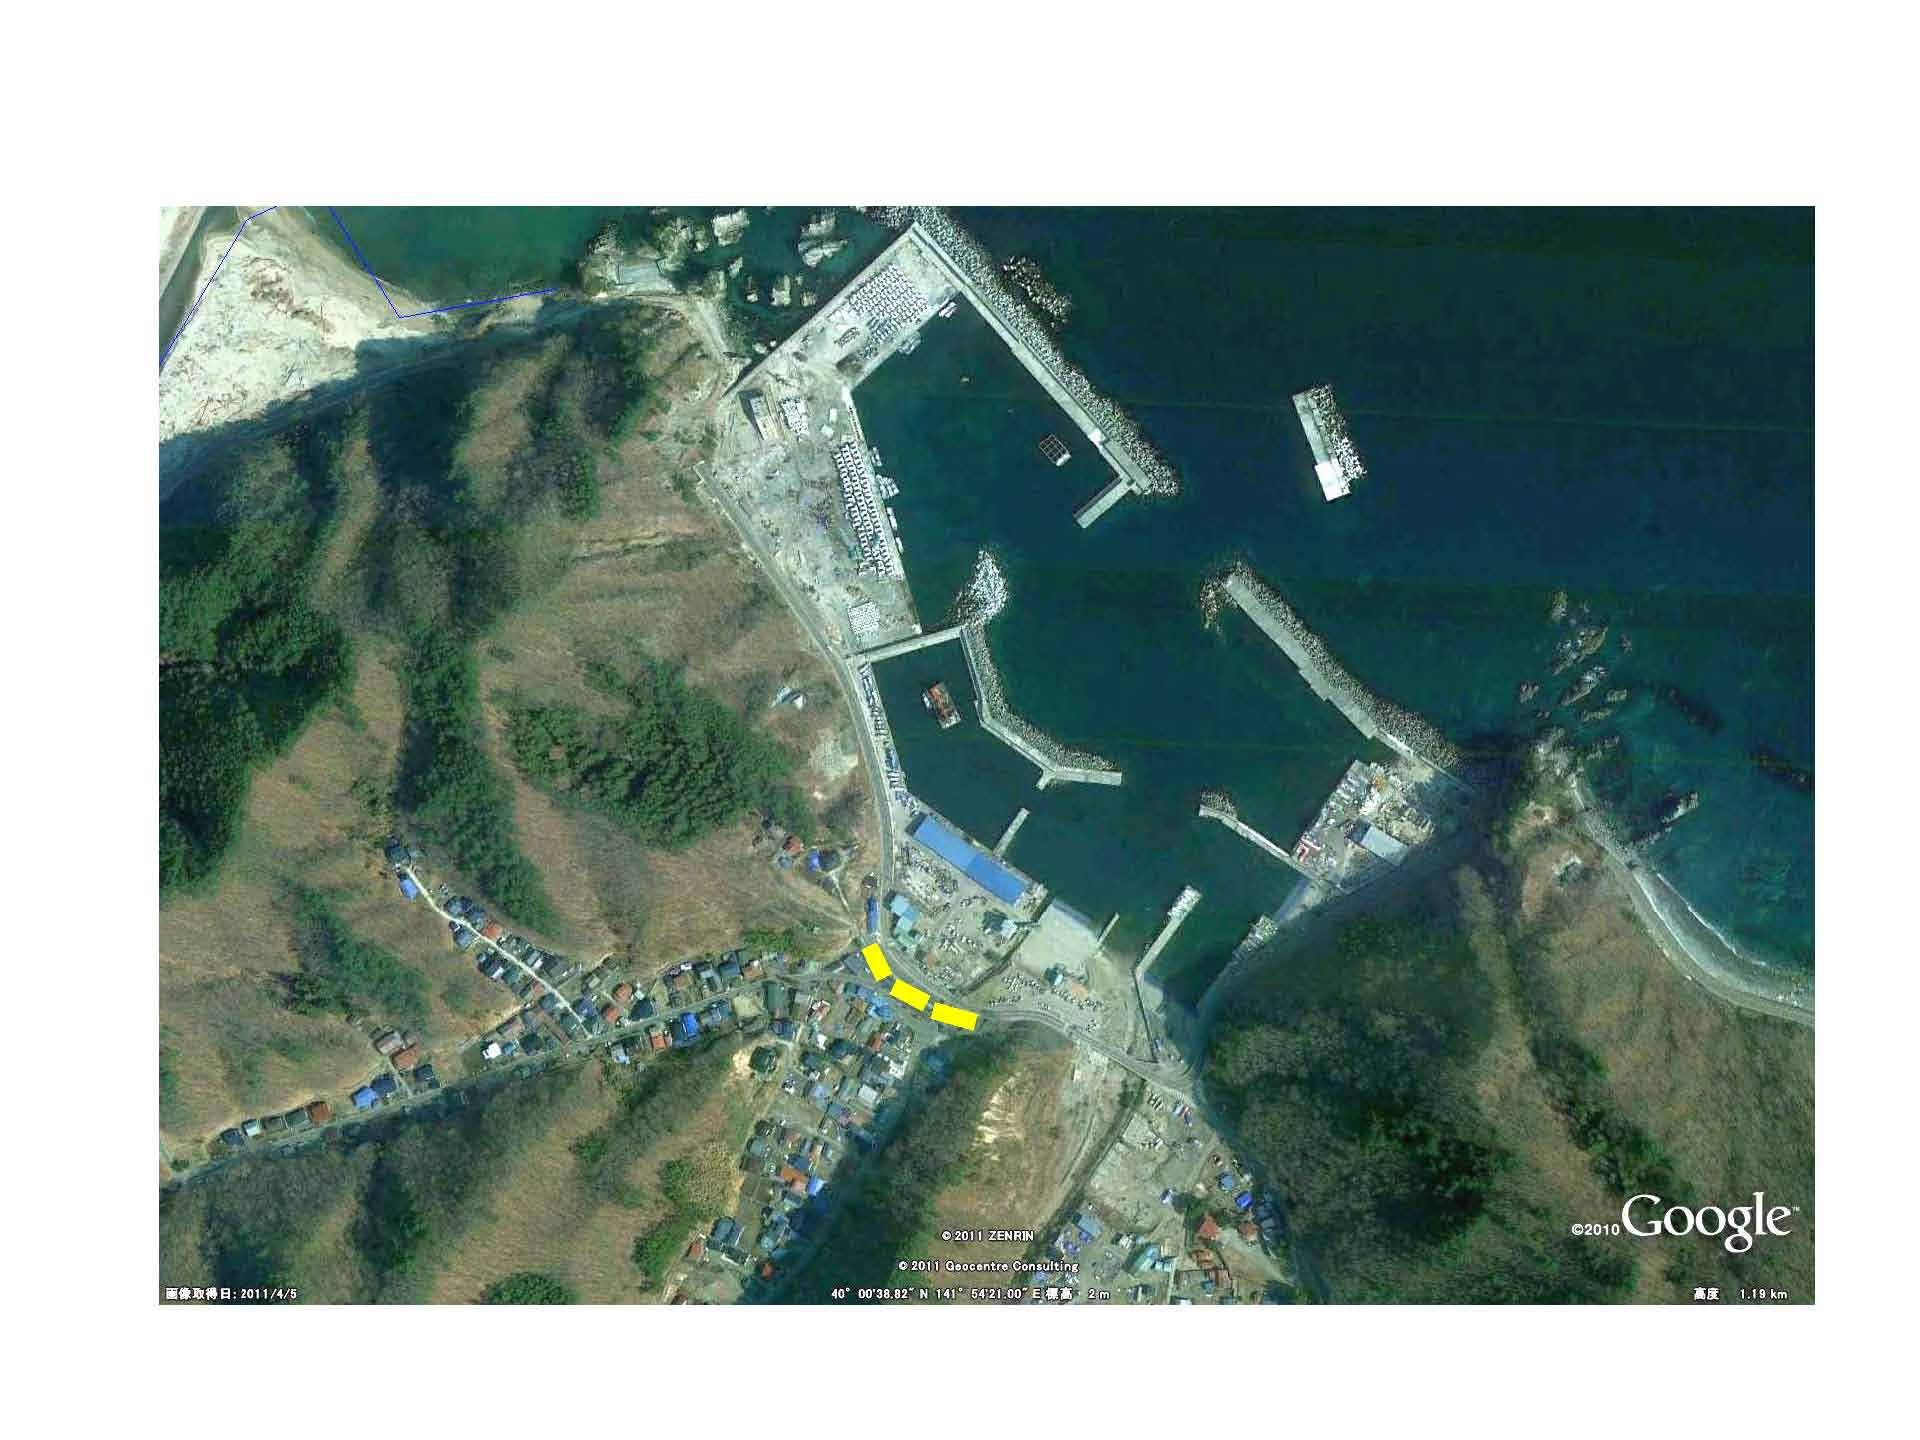 ©2010 Google™
© 2011 ZENRIN
© 2011 Geocentre Consulting
画像取得日: 2011/4/5
40° 00'38.82" N 141° 54'21.00" E 標高 2 m
高度 1.19 km